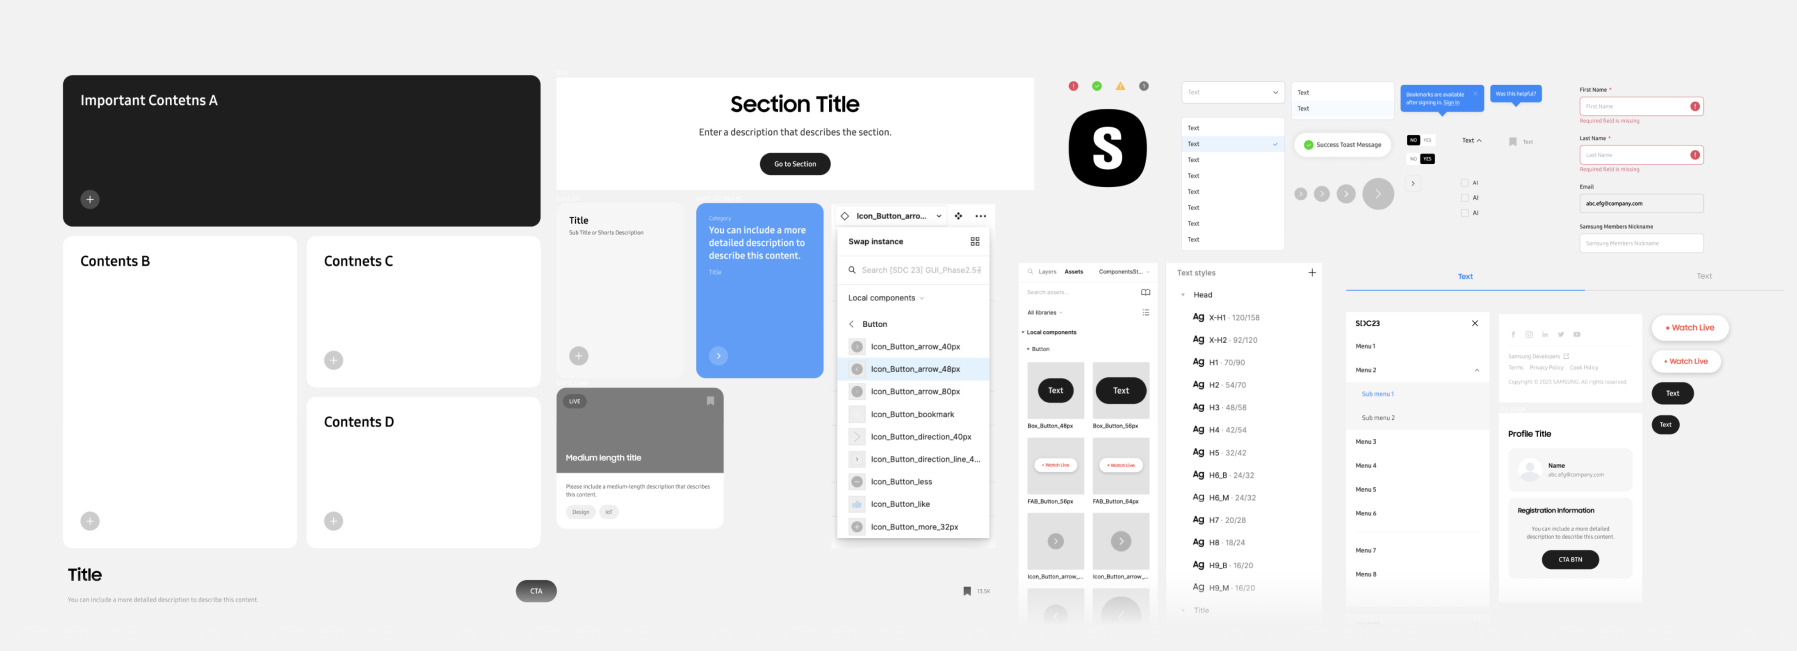 Important Contetns A
Contents B
Contnets C
Contents D
Title
You can include a more detailed description to describe this content.
CTA
Section Title
Enter a description that describes the section.
Go to Section
Title
Sub Title or Shorts Description
Category
You can include a more
detailed description to
describe this content.
Title
LIVE
Medium length title
Please include a medium-length description that describes
this content.
Design
IoT
Icon_Button_arro...
Swap instance
Search [SDC 23] GUI_Phase2.5
Local components
Button
Icon_Button_arrow_40px
Icon_Button_arrow_48px
Icon_Button_arrow_80px
Icon_Button_bookmark
Icon_Button_direction_40px
Icon_Button_direction_line_4...
Icon_Button_less
Icon_Button_like
Icon_Button_more_32px
13.5K
S
Layers
Assets
ComponentsSt...
Search assets...
All libraries
Local components
Button
Text
Text
Box_Button_48px
Box_Button_56px
• Watch Live
• Watch Live
FAB_Button_56px
FAB_Button_64px
Icon_Button_arrow_...
Icon_Button_arrow_...
Text styles
Head
Ag X-H1 · 120/158
Ag X-H2 · 92/120
Ag H1 · 70/90
Ag H2 · 54/70
Ag H3 · 48/58
Ag H4 · 42/54
Ag H5 · 32/42
Ag H6_B · 24/32
Ag H6_M · 24/32
Ag H7 · 20/28
Ag H8 · 18/24
Ag H9_B · 16/20
Ag H9_M · 16/20
Title
Text
Text
Text
Text
Text
Text
Text
Text
Text
Text
Text
Success Toast Message
Bookmarks are available
after signing in. Sign in
Was this helpful?
NO YES
NO YES
Text
Text
All
All
All
First Name *
First Name
Required field is missing
Last Name *
Last Name
Required field is missing
Email
abc.efg@company.com
Samsung Members Nickname
Samsung Members Nickname
Text
Text
SDC23
Menu 1
Menu 2
Sub menu 1
Sub menu 2
Menu 3
Menu 4
Menu 5
Menu 6
Menu 7
Menu 8
Samsung Developers
Terms
Privacy Policy
Cook Policy
Copyright © 2023 SAMSUNG. All rights reserved.
Profile Title
Name
abc.efg@company.com
Registration Information
You can include a more detailed
description to describe this content.
CTA BTN
• Watch Live
• Watch Live
Text
Text